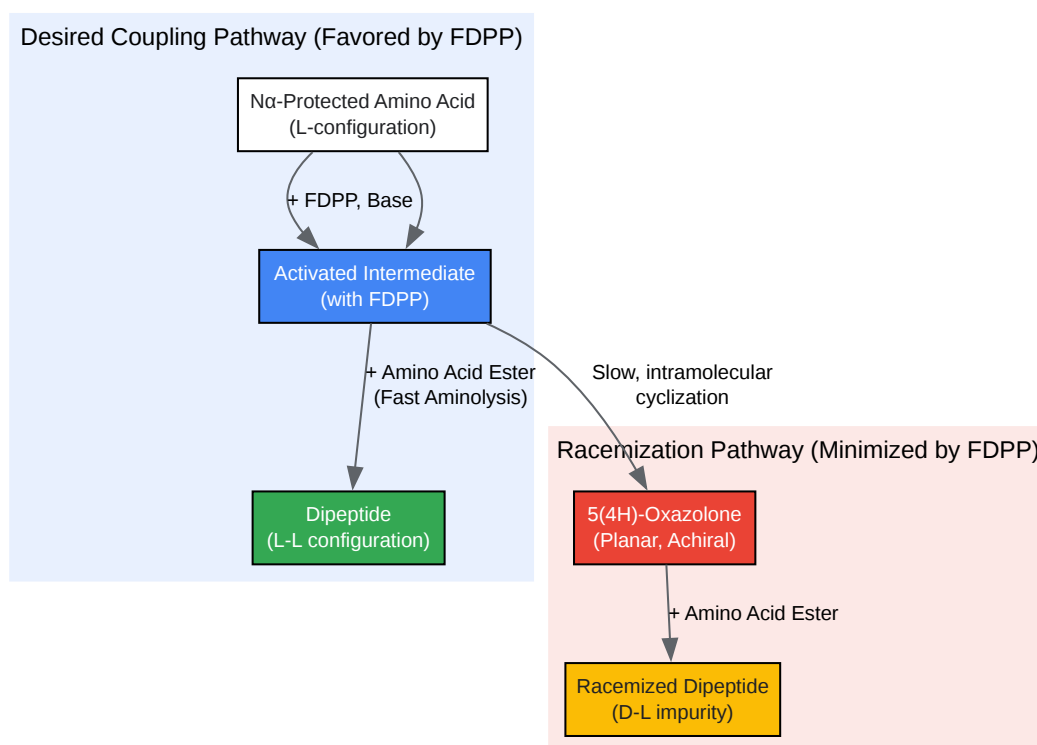 Desired Coupling Pathway (Favored by FDPP)
Nα-Protected Amino Acid
(L-configuration)
+ FDPP, Base
Activated Intermediate
(with FDPP)
+ Amino Acid Ester
(Fast Aminolysis)
Slow, intramolecular
cyclization
Racemization Pathway (Minimized by FDPP)
Dipeptide
(L-L configuration)
5(4H)-Oxazolone
(Planar, Achiral)
+ Amino Acid Ester
Racemized Dipeptide
(D-L impurity)